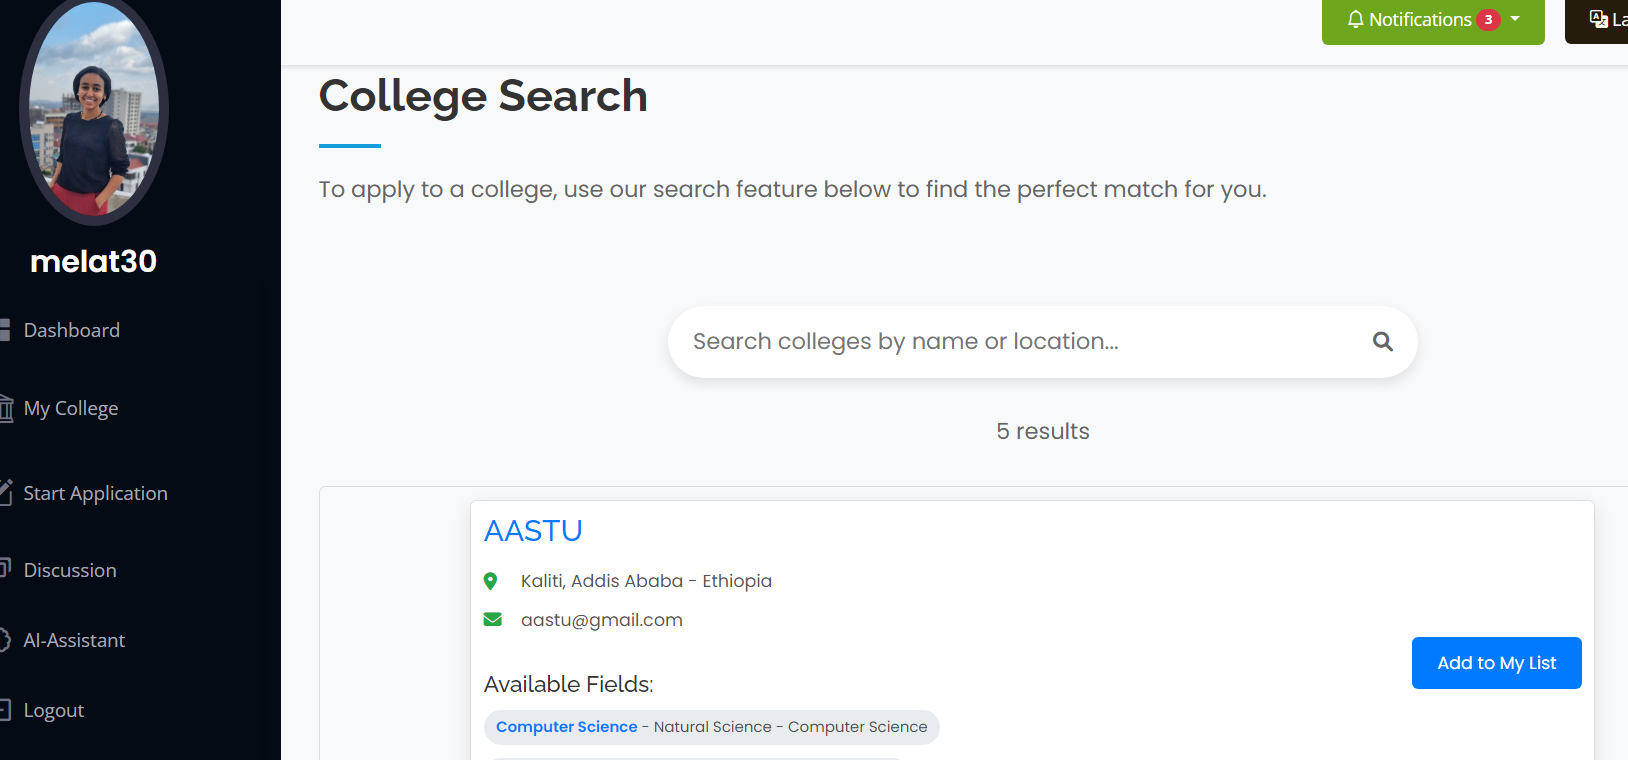 melat30
Dashboard
My College
Start Application
Discussion
AI-Assistant
Logout
Notifications 3
College Search
To apply to a college, use our search feature below to find the perfect match for you.
Search colleges by name or location...
5 results
AASTU
Kaliti, Addis Ababa - Ethiopia
aastu@gmail.com
Add to My List
Available Fields:
Computer Science - Natural Science - Computer Science